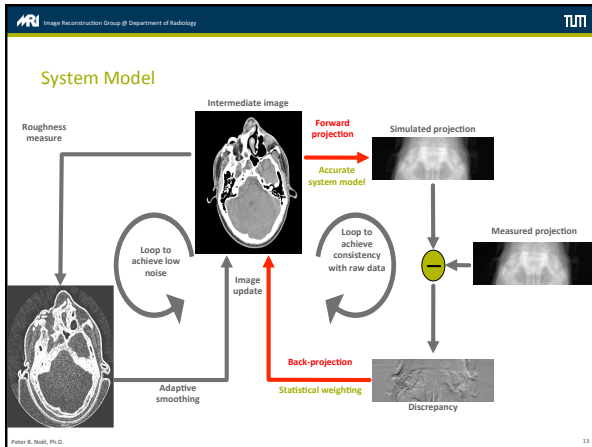 MRI Image Reconstruction Group @ Department of Radiology
TUM
System Model
Intermediate image
Roughness
measure
Forward
projection
Accurate
system model
Simulated projection
Loop to
achieve low
noise
Image
update
Loop to
achieve
consistency
with raw data
Measured projection
Adaptive
smoothing
Back-projection
Statistical weighting
Discrepancy
Peter B. Noël, Ph.D.
13